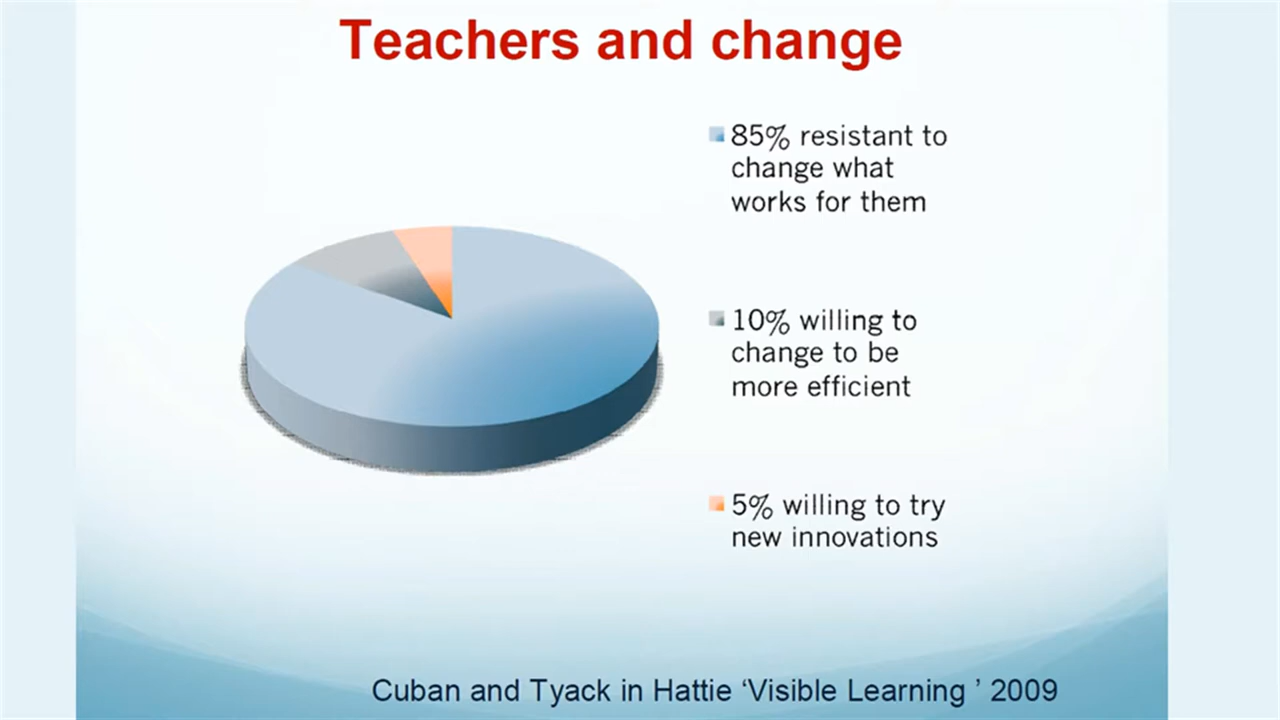 Teachers and change
85% resistant to
change what
works for them
10% willing to
change to be
more efficient
5% willing to try
new innovations
Cuban and Tyack in Hattie ‘Visible Learning ’ 2009